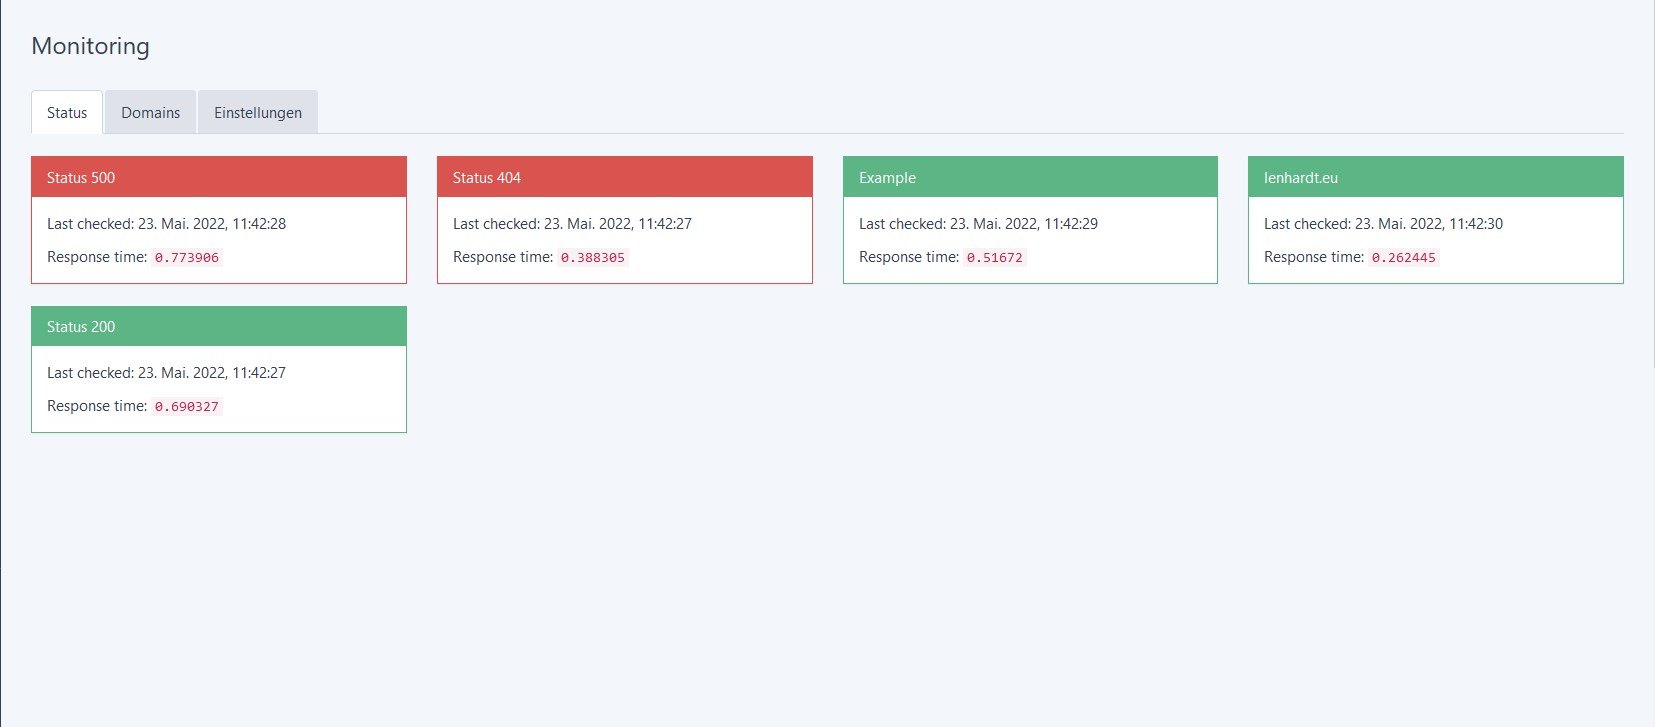 Monitoring
Status
Domains
Einstellungen
Status 500
Last checked: 23. Mai. 2022, 11:42:28
Response time: 0.773906
Status 404
Last checked: 23. Mai. 2022, 11:42:27
Response time: 0.388305
Example
Last checked: 23. Mai. 2022, 11:42:29
Response time: 0.51672
lenhardt.eu
Last checked: 23. Mai. 2022, 11:42:30
Response time: 0.262445
Status 200
Last checked: 23. Mai. 2022, 11:42:27
Response time: 0.690327